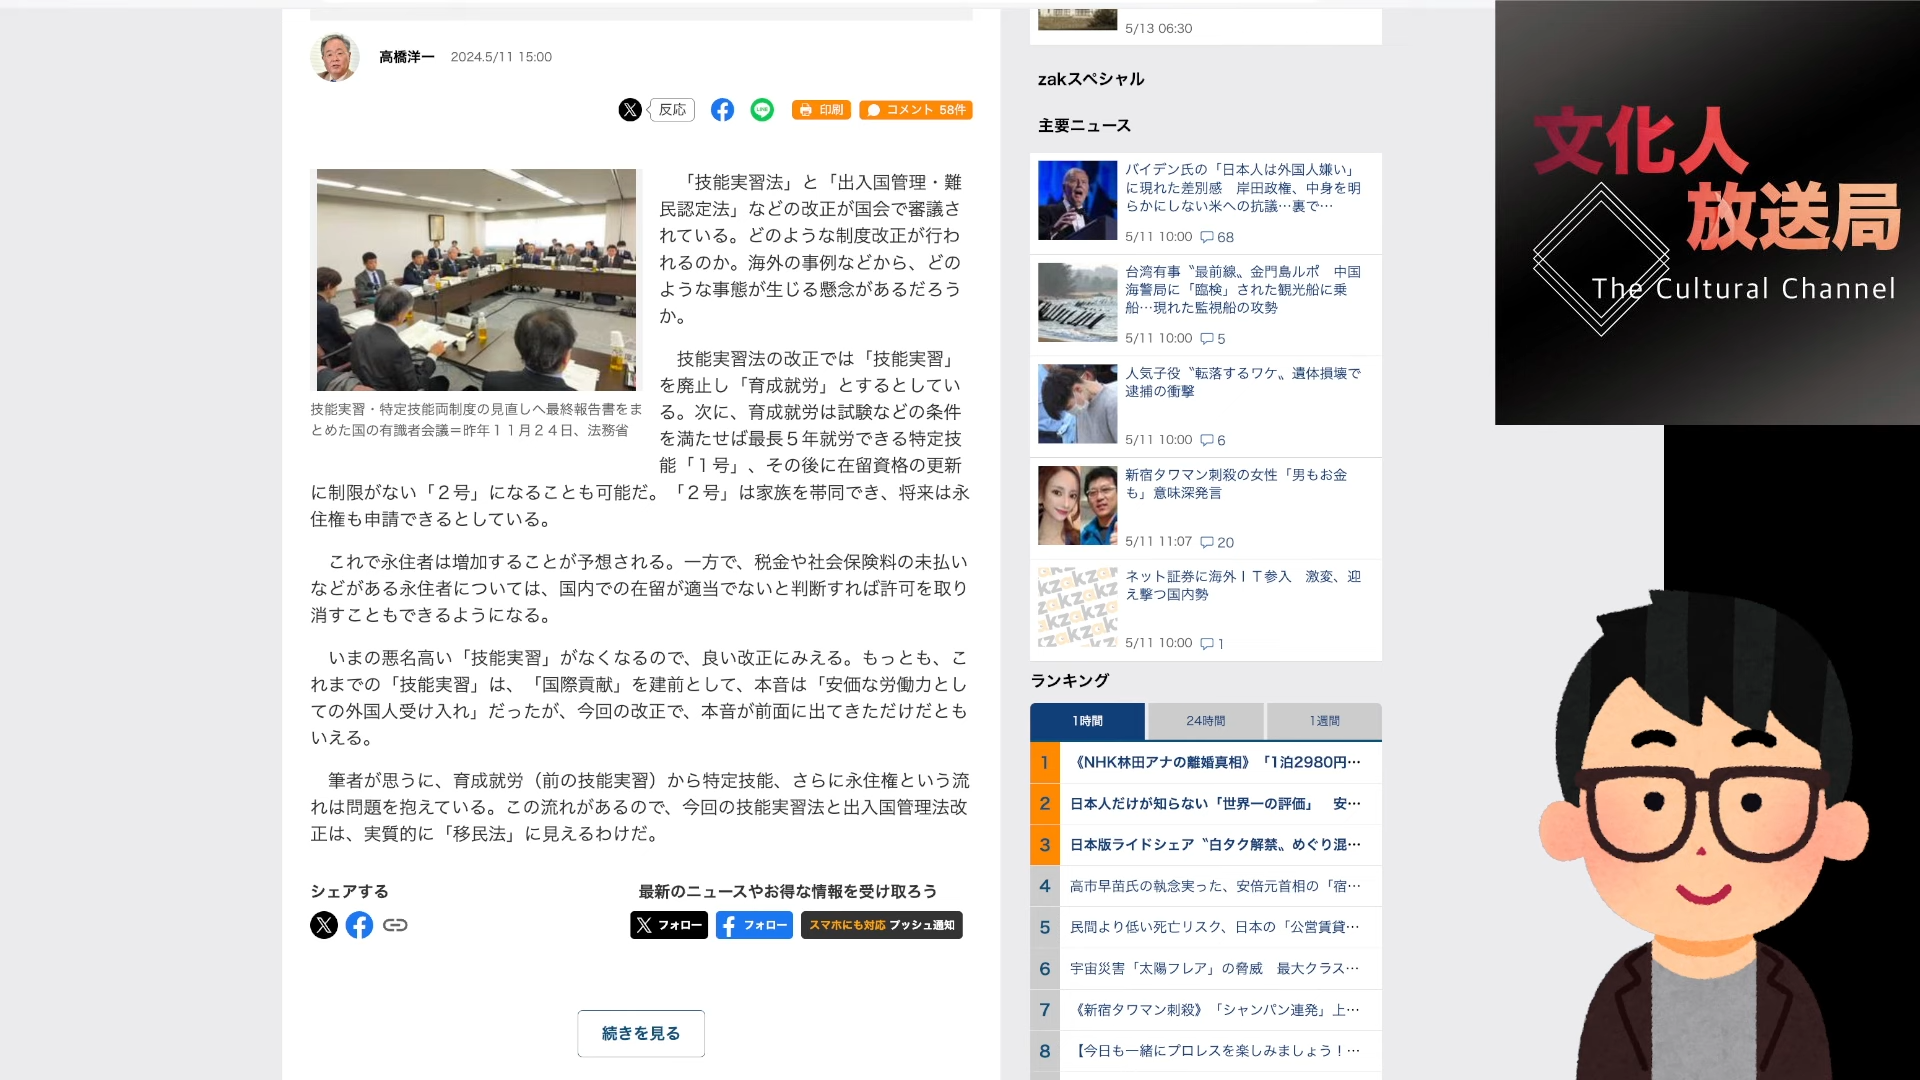 高橋洋一 2024.5/11 15:00
反応
印刷
コメント 58件
「技能実習法」と「出入国管理・難
民認定法」などの改正が国会で審議さ
れている。どのような制度改正が行わ
れるのか。海外の事例などから、どの
ような事態が生じる懸念があるだろう
か。
技能実習・特定技能両制度の見直しへ最終報告書をま
とめた国の有識者会議＝昨年１１月２４日、法務省
技能実習法の改正では「技能実習」
を廃止し「育成就労」とするとしてい
る。次に、育成就労は試験などの条件
を満たせば最長５年就労できる特定技
能「１号」、その後に在留資格の更新
に制限がない「２号」になることも可能だ。「２号」は家族を帯同でき、将来は永
住権も申請できるとしている。
これで永住者は増加することが予想される。一方で、税金や社会保険料の未払い
などがある永住者については、国内での在留が適当でないと判断すれば許可を取り
消すこともできるようになる。
いまの悪名高い「技能実習」がなくなるので、良い改正にみえる。もっとも、こ
れまでの「技能実習」は、「国際貢献」を建前として、本音は「安価な労働力とし
ての外国人受け入れ」だったが、今回の改正で、本音が前面に出てきただけだとも
いえる。
筆者が思うに、育成就労（前の技能実習）から特定技能、さらに永住権という流
れは問題を抱えている。この流れがあるので、今回の技能実習法と出入国管理法改
正は、実質的に「移民法」に見えるわけだ。
シェアする
最新のニュースやお得な情報を受け取ろう
フォロー
フォロー
スマホにも対応 プッシュ通知
続きを見る
5/13 06:30
zakスペシャル
主要ニュース
バイデン氏の「日本人は外国人嫌い」
に現れた差別感　岸田政権、中身を明
らかにしない米への抗議…裏で…
5/11 10:00 68
台湾有事〝最前線〟金門島ルポ　中国
海警局に「臨検」された観光船に乗
船…現れた監視船の攻勢
5/11 10:00 5
人気子役〝転落するワケ〟遺体損壊で
逮捕の衝撃
5/11 10:00 6
新宿タワマン刺殺の女性「男もお金
も」意味深発言
5/11 11:07 20
ネット証券に海外ＩＴ参入　激変、迎
え撃つ国内勢
5/11 10:00 1
ランキング
1時間 24時間 1週間
1 《NHK林田アナの離婚真相》「1泊2980円…
2 日本人だけが知らない「世界一の評価」　安…
3 日本版ライドシェア〝白タク解禁〟めぐり混…
4 高市早苗氏の執念実った、安倍元首相の「宿…
5 民間より低い死亡リスク、日本の「公営賃貸…
6 宇宙災害「太陽フレア」の脅威　最大クラス…
7 《新宿タワマン刺殺》「シャンパン連発」上…
8 【今日も一緒にプロレスを楽しみましょう！…
文化人
放送局
The Cultural Channel